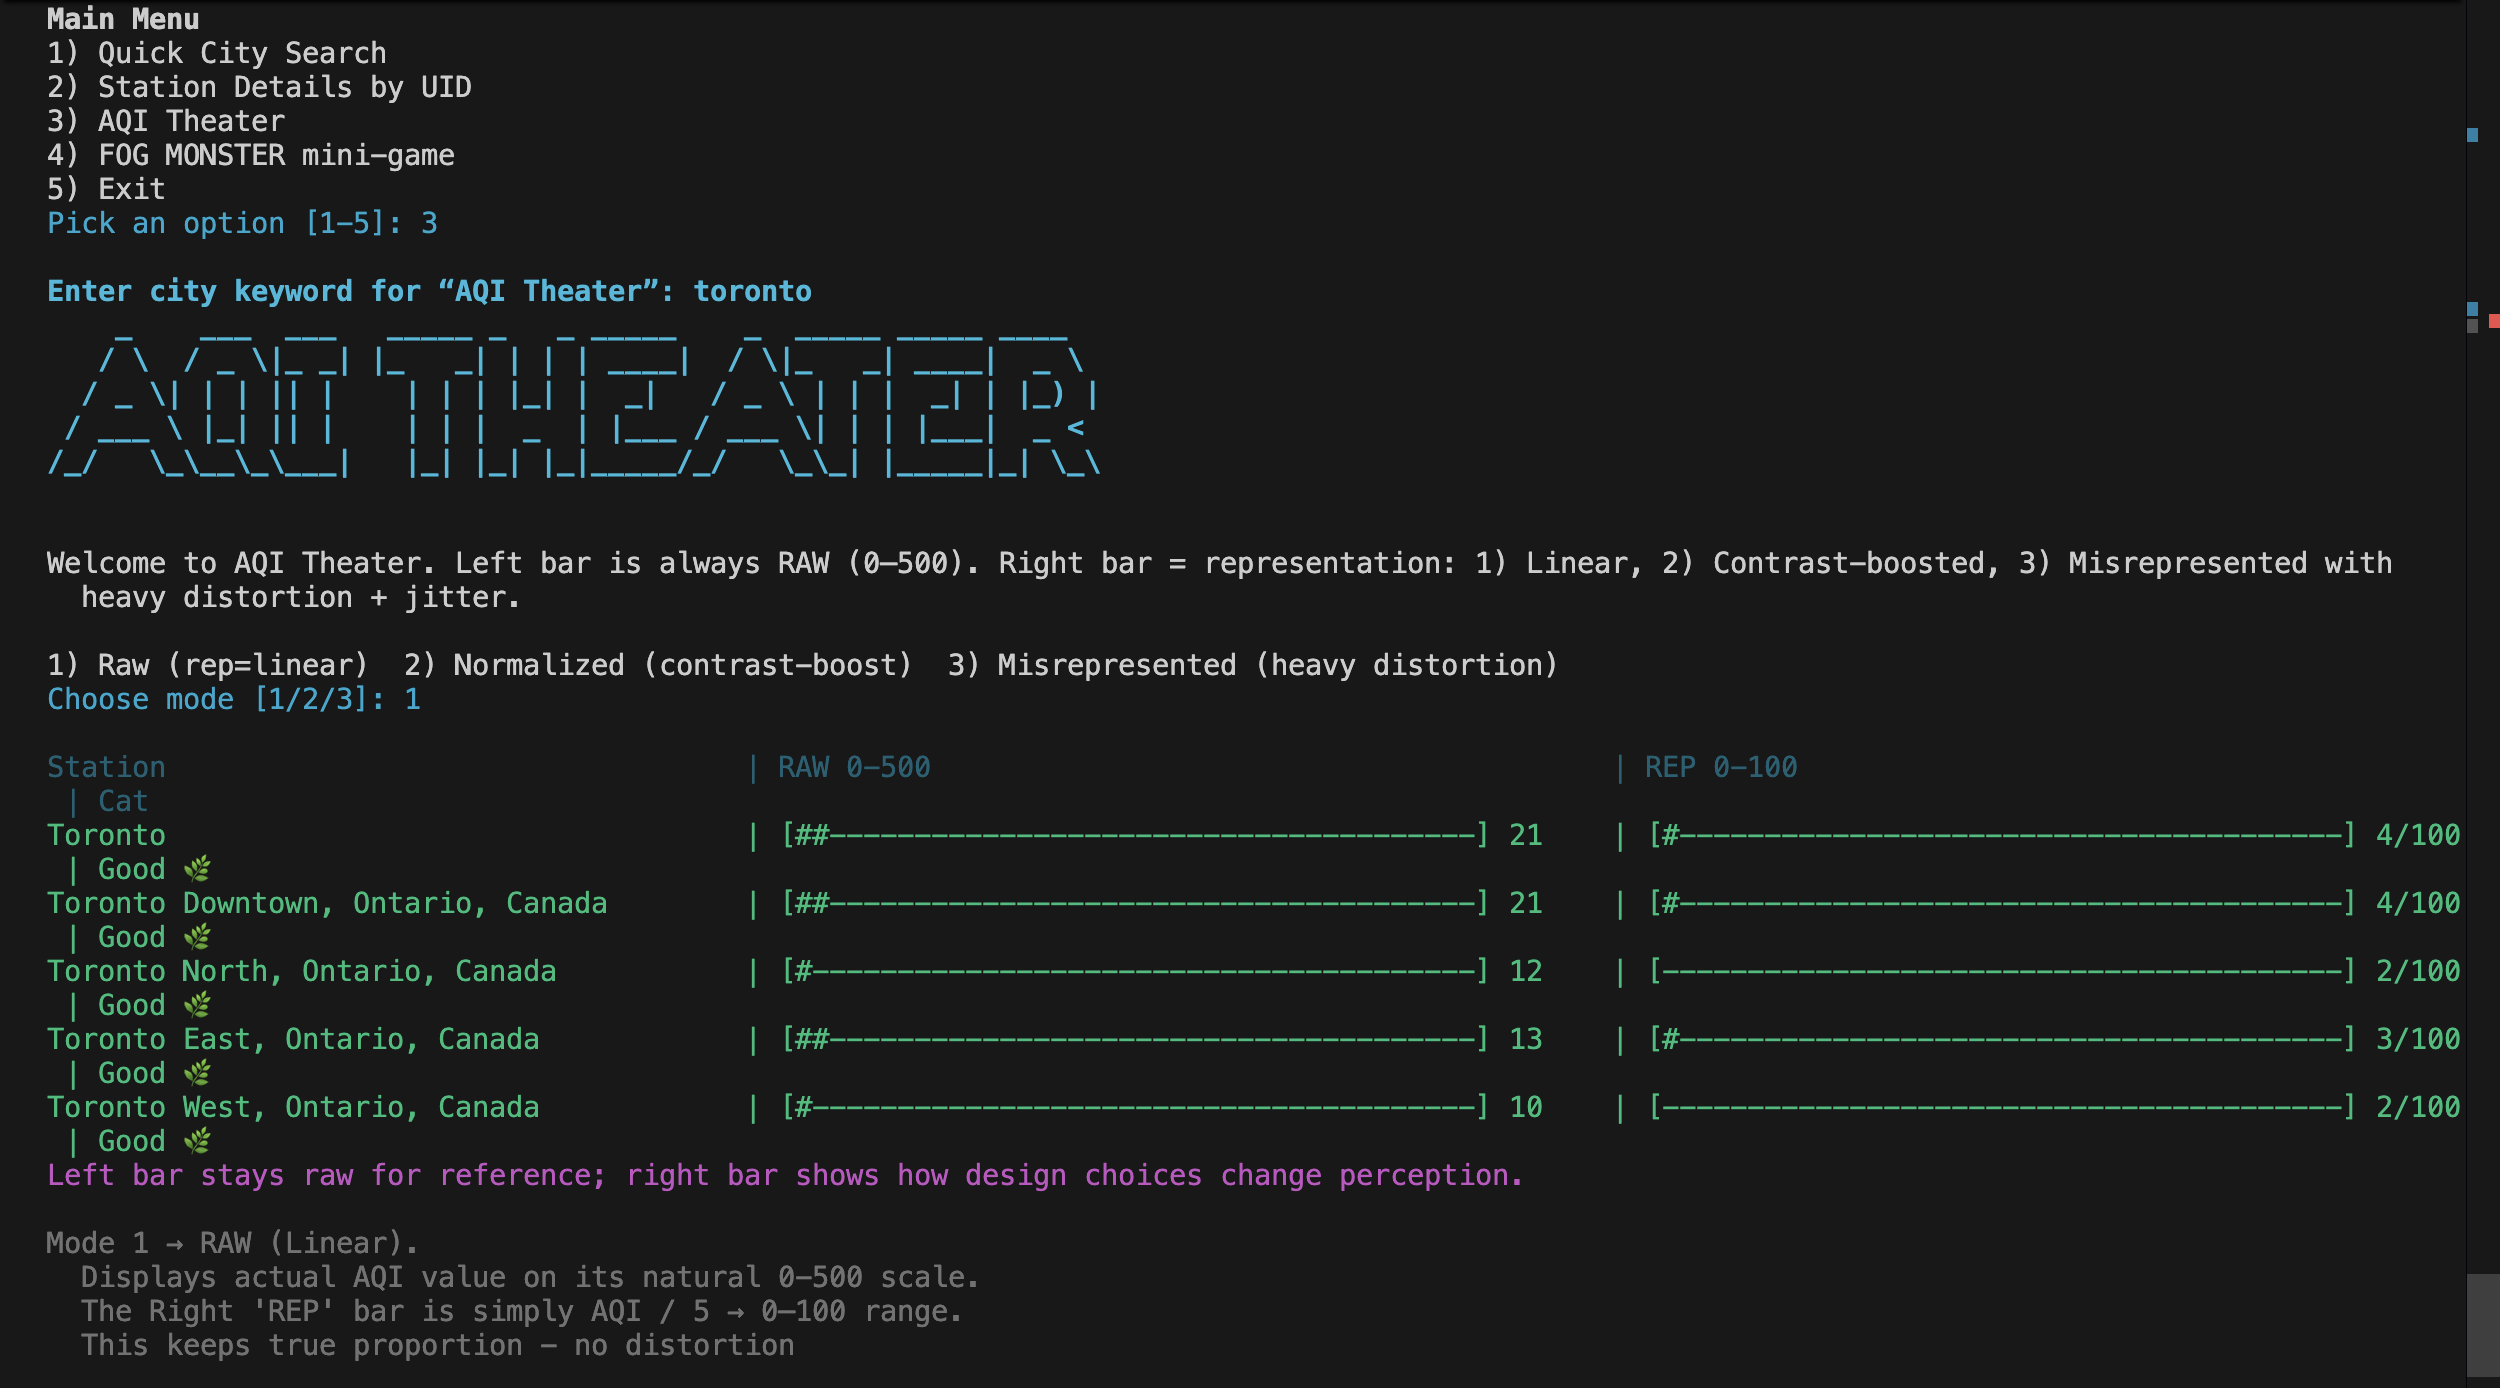 Main Menu
1) Quick City Search
2) Station Details by UID
3) AQI Theater
4) FOG MONSTER mini-game
5) Exit
Pick an option [1-5]: 3
Enter city keyword for “AQI Theater”: toronto
AQI THEATER
Welcome to AQI Theater. Left bar is always RAW (0–500). Right bar = representation: 1) Linear, 2) Contrast-boosted, 3) Misrepresented with
heavy distortion + jitter.
1) Raw (rep=linear)  2) Normalized (contrast-boost)  3) Misrepresented (heavy distortion)
Choose mode [1/2/3]: 1
Station | RAW 0–500 | REP 0–100
| Cat
Toronto | [##--------------------------------------] 21 | [#---------------------------------------] 4/100
| Good 🌿
Toronto Downtown, Ontario, Canada | [##--------------------------------------] 21 | [#---------------------------------------] 4/100
| Good 🌿
Toronto North, Ontario, Canada | [#---------------------------------------] 12 | [----------------------------------------] 2/100
| Good 🌿
Toronto East, Ontario, Canada | [##--------------------------------------] 13 | [#---------------------------------------] 3/100
| Good 🌿
Toronto West, Ontario, Canada | [#---------------------------------------] 10 | [----------------------------------------] 2/100
| Good 🌿
Left bar stays raw for reference; right bar shows how design choices change perception.
Mode 1 → RAW (Linear).
Displays actual AQI value on its natural 0–500 scale.
The Right 'REP' bar is simply AQI / 5 → 0–100 range.
This keeps true proportion – no distortion